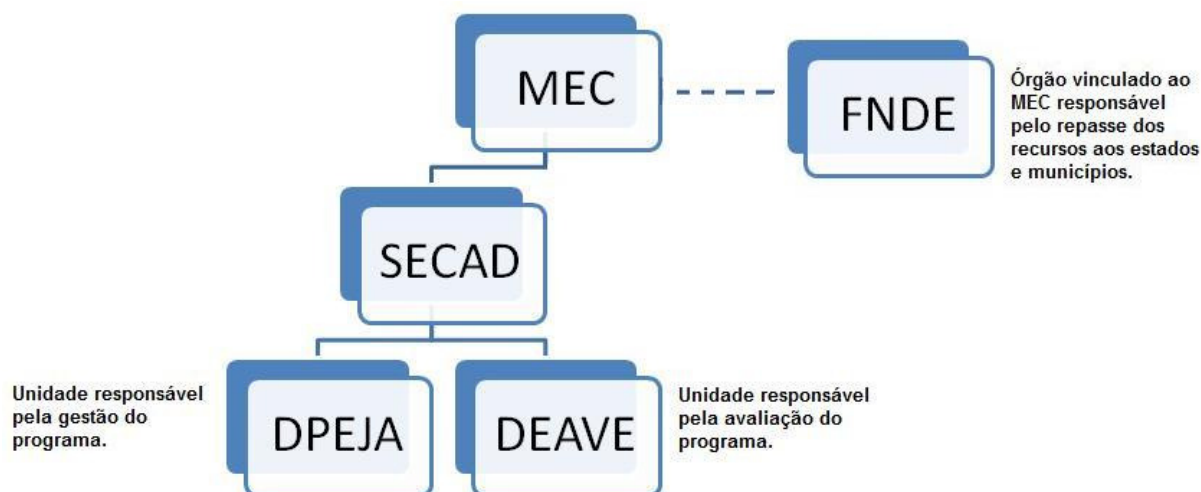 MEC
FNDE
Órgão vinculado ao
MEC responsável
pelo repasse dos
recursos aos estados
e municípios.
SECAD
Unidade responsável
pela gestão do
programa.
DPEJA
DEAVE
Unidade responsável
pela avaliação do
programa.